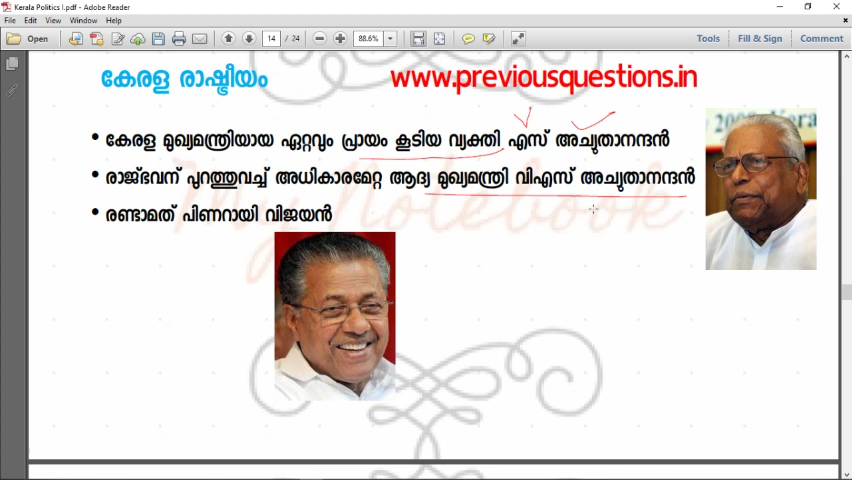 Kerala Politics I.pdf - Adobe Reader
File Edit View Window Help
Open 14 / 24 88.6% Tools Fill & Sign Comment
കേരള രാഷ്ട്രീയം www.previousquestions.in
• കേരള മുഖ്യമന്ത്രിയായ ഏറ്റവും പ്രായം കൂടിയ വ്യക്തി എസ് അച്യുതാനന്ദൻ
• രാജ്ഭവന് പുറത്തുവച്ച് അധികാരമേറ്റ ആദ്യ മുഖ്യമന്ത്രി വിഎസ് അച്യുതാനന്ദൻ
• രണ്ടാമത് പിണറായി വിജയൻ
My Notebook